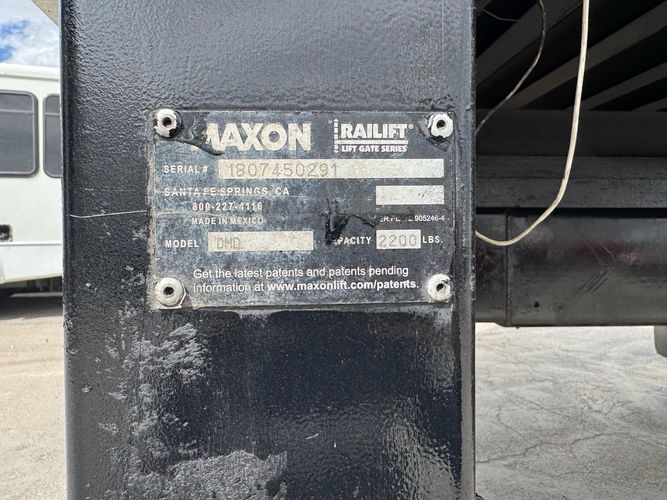 MAXON RAILIFT®
LIFT GATE SERIES
SERIAL # 1807450291
SANTA FE SPRINGS, CA
800-227-4116
MADE IN MEXICO 905246-4
MODEL DMD CAPACITY 2200 LBS.
Get the latest patents and patents pending
information at www.maxonlift.com/patents.